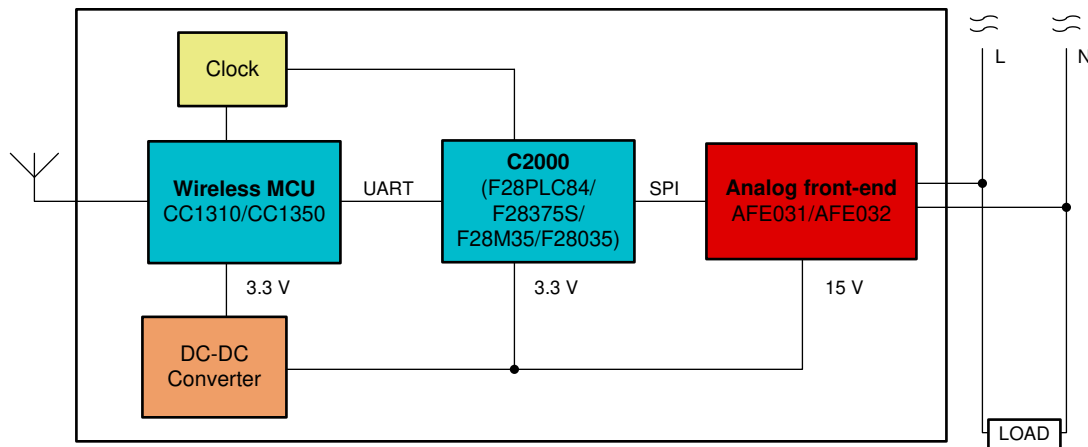 L
N
Clock
Wireless MCU
CC1310/CC1350
UART
C2000
(F28PLC84/
F28375S/
F28M35/F28035)
SPI
Analog front-end
AFE031/AFE032
3.3 V
3.3 V
15 V
DC-DC
Converter
LOAD